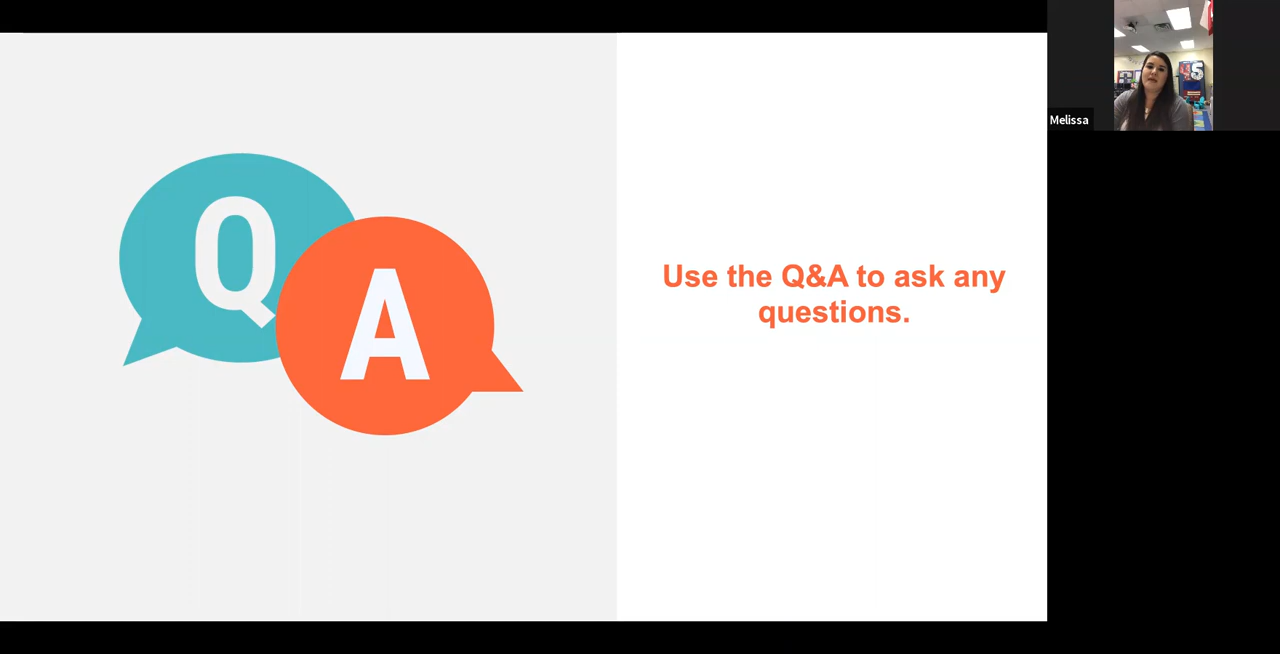 Q
A
Use the Q&A to ask any
questions.
Melissa